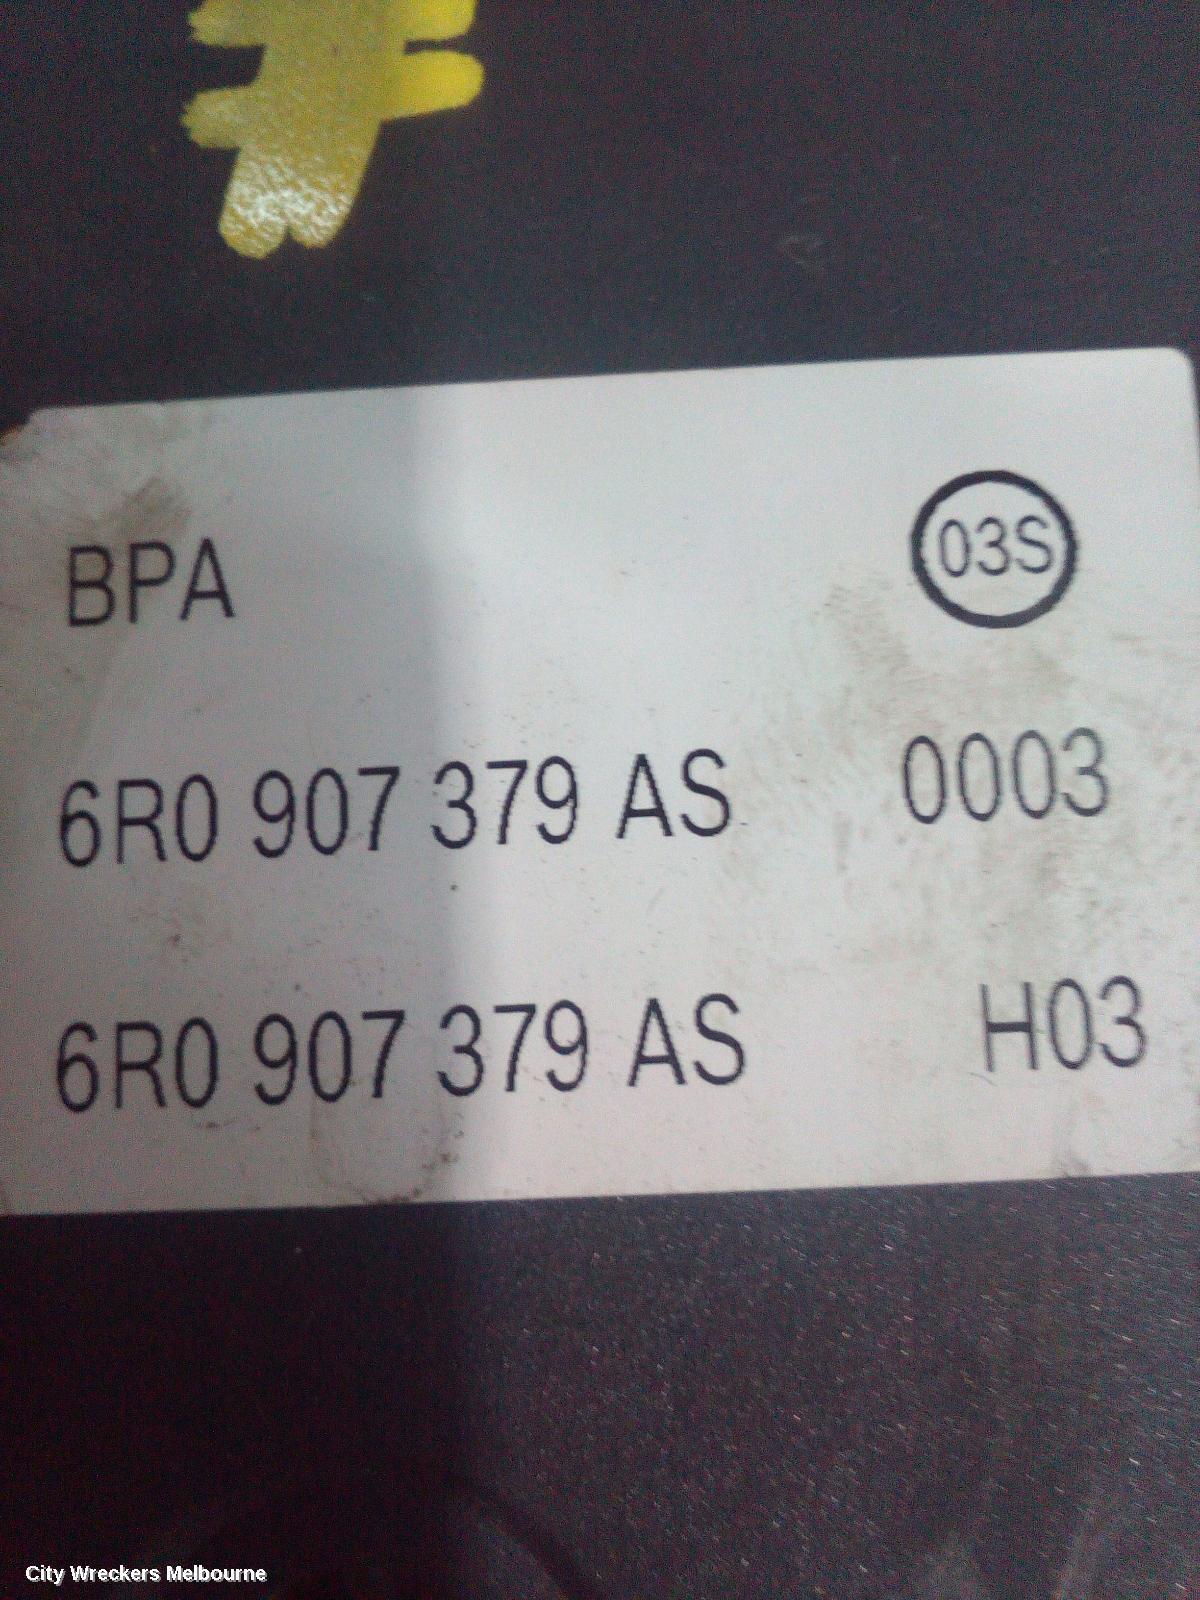 BPA 03S
6R0 907 379 AS 0003
6R0 907 379 AS H03
City Wreckers Melbourne